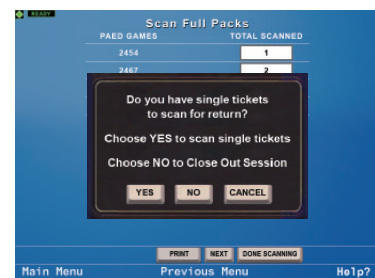 READY
Scan Full Packs
PAED GAMES TOTAL SCANNED
2454 1
2467 2
Do you have single tickets
to scan for return?
Choose YES to scan single tickets
Choose NO to Close Out Session
YES NO CANCEL
PRINT NEXT DONE SCANNING
Main Menu Previous Menu Help?